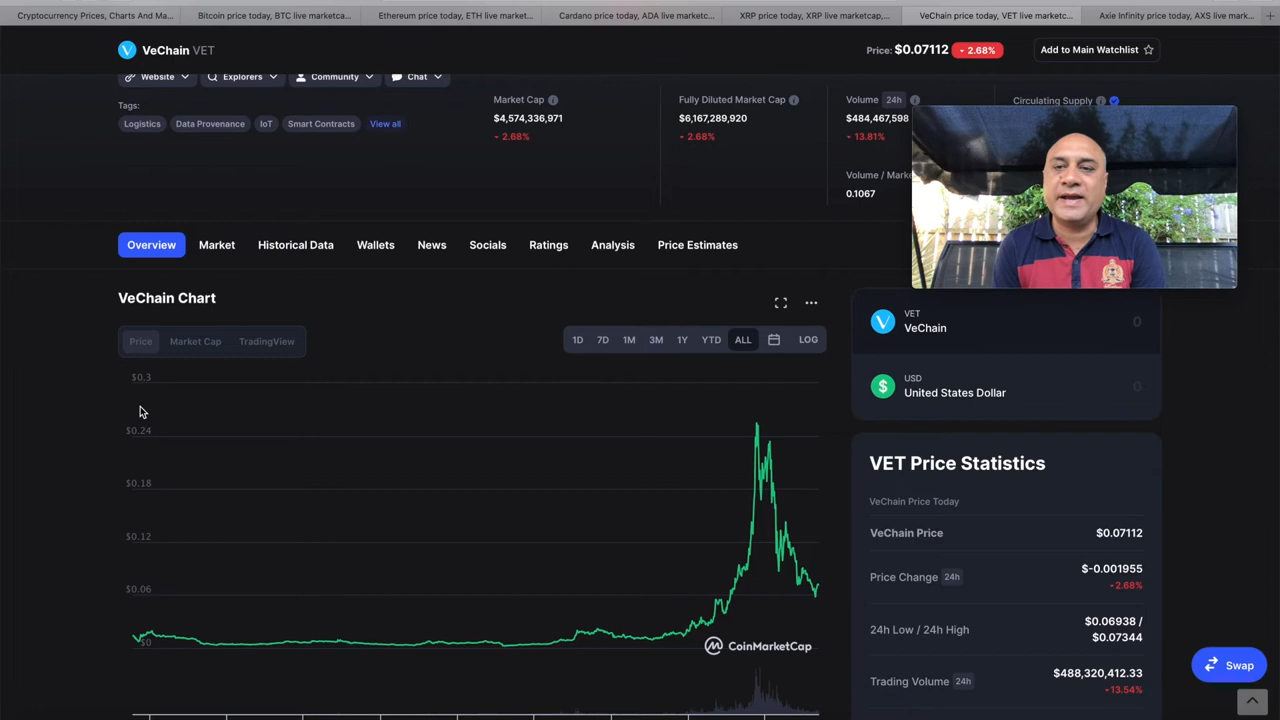 Cryptocurrency Prices, Charts And Ma...
Bitcoin price today, BTC live marketca...
Ethereum price today, ETH live market...
Cardano price today, ADA live marketc...
XRP price today, XRP live marketcap,...
VeChain price today, VET live marketc...
Axie Infinity price today, AXS live mark...
VeChain VET
Price: $0.07112 2.68%
Add to Main Watchlist
Website
Explorers
Community
Chat
Tags:
Logistics
Data Provenance
IoT
Smart Contracts
View all
Market Cap
$4,574,336,971
2.68%
Fully Diluted Market Cap
$6,167,289,920
2.68%
Volume 24h
$484,467,598
13.81%
Volume / Marke
0.1067
Circulating Supply
Overview
Market
Historical Data
Wallets
News
Socials
Ratings
Analysis
Price Estimates
VeChain Chart
Price
Market Cap
TradingView
1D
7D
1M
3M
1Y
YTD
ALL
LOG
$0.3
$0.24
$0.18
$0.12
$0.06
$0
CoinMarketCap
VET
VeChain
0
USD
United States Dollar
0
VET Price Statistics
VeChain Price Today
VeChain Price
$0.07112
Price Change 24h
$-0.001955
2.68%
24h Low / 24h High
$0.06938 /
$0.07344
Trading Volume 24h
$488,320,412.33
13.54%
Swap